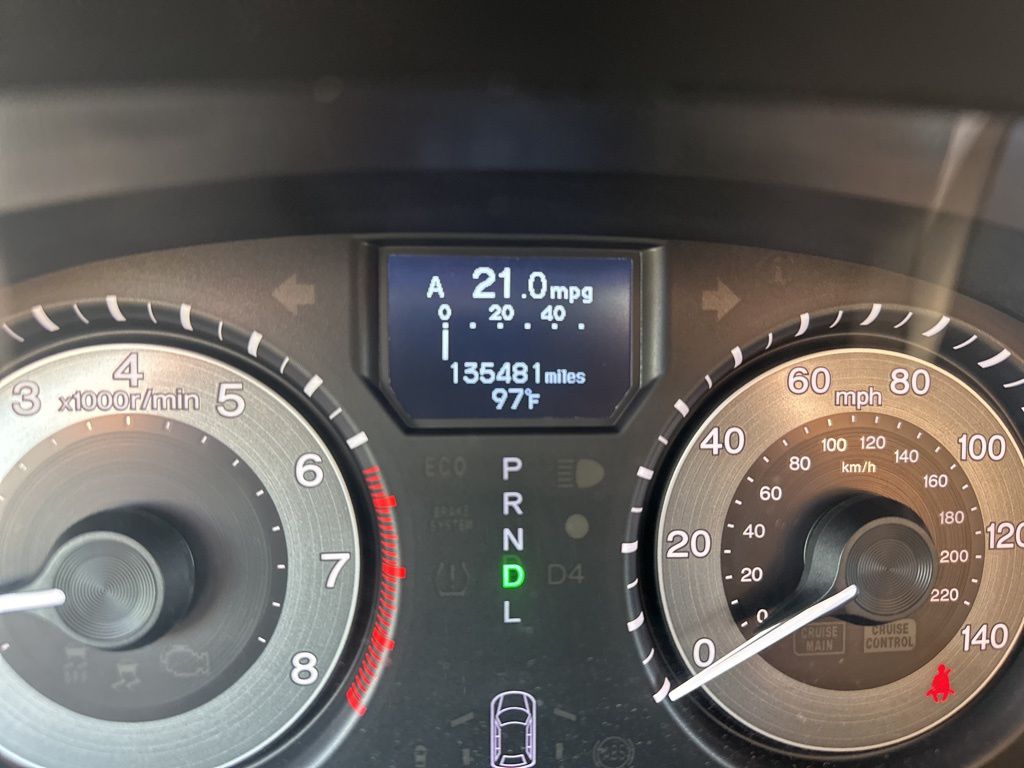 A 21.0mpg
0 20 40
135481miles
97°F
3 4 5 6 7 8
x1000r/min
ECO
BRAKE
SYSTEM
P
R
N
D
L
D4
0 20 40 60 80 100 120 140
mph
0 20 40 60 80 100 120 140 160 180 200 220
km/h
CRUISE
MAIN
CRUISE
CONTROL